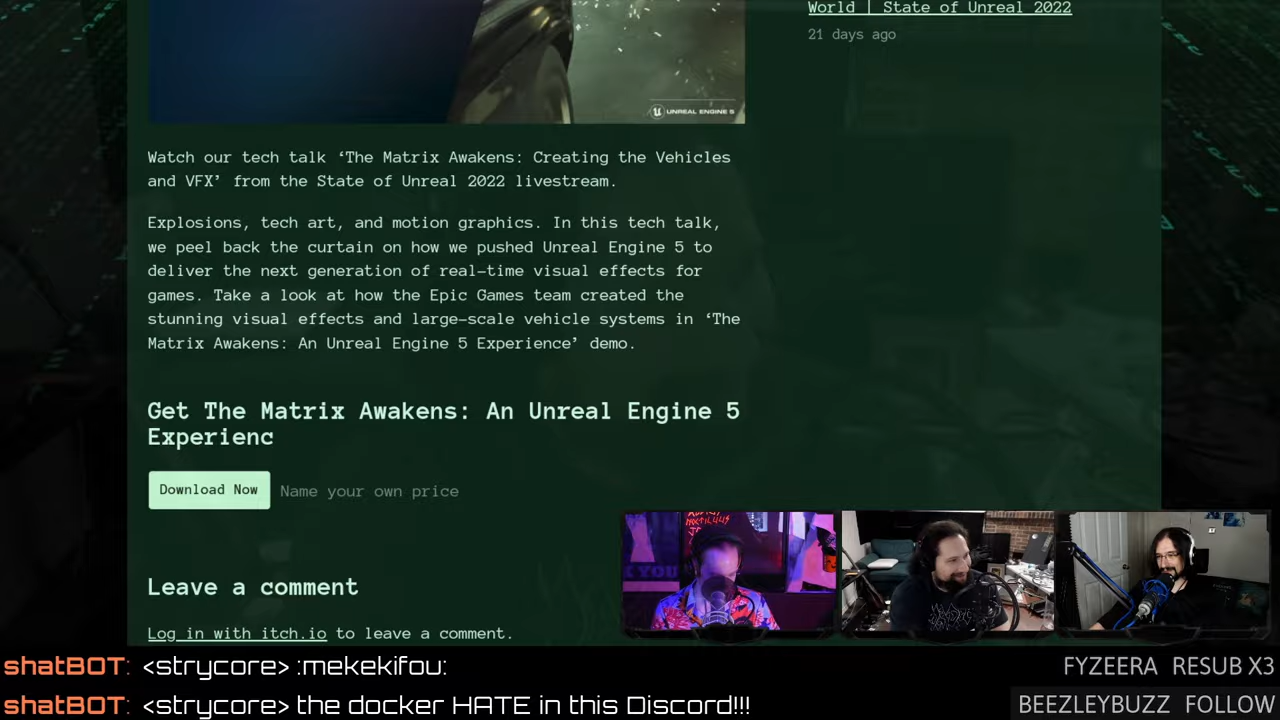 World | State of Unreal 2022
21 days ago
UNREAL ENGINE 5
Watch our tech talk ‘The Matrix Awakens: Creating the Vehicles
and VFX’ from the State of Unreal 2022 livestream.
Explosions, tech art, and motion graphics. In this tech talk,
we peel back the curtain on how we pushed Unreal Engine 5 to
deliver the next generation of real-time visual effects for
games. Take a look at how the Epic Games team created the
stunning visual effects and large-scale vehicle systems in ‘The
Matrix Awakens: An Unreal Engine 5 Experience’ demo.
Get The Matrix Awakens: An Unreal Engine 5
Experienc
Download Now Name your own price
Leave a comment
Log in with itch.io to leave a comment.
shatBOT: <strycore> :mekekifou:
FYZEERA RESUB X3
shatBOT: <strycore> the docker HATE in this Discord!!!
BEEZLEYBUZZ FOLLOW